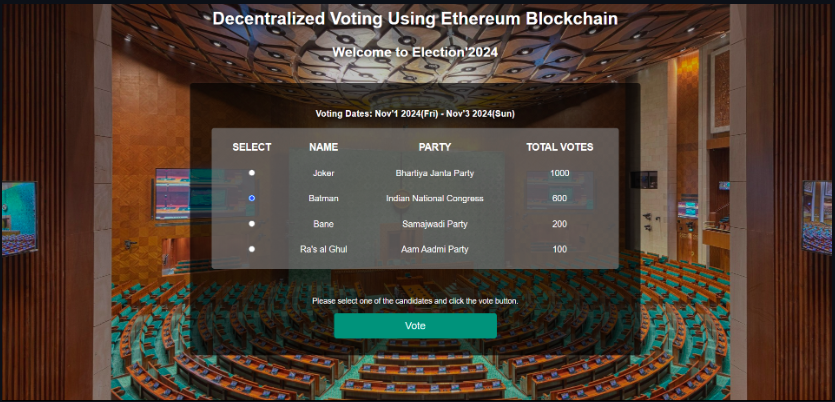 Decentralized Voting Using Ethereum Blockchain
Welcome to Election'2024
Voting Dates: Nov'1 2024(Fri) - Nov'3 2024(Sun)
SELECT NAME PARTY TOTAL VOTES
Joker Bhartiya Janta Party 1000
Batman Indian National Congress 600
Bane Samajwadi Party 200
Ra's al Ghul Aam Aadmi Party 100
Please select one of the candidates and click the vote button.
Vote